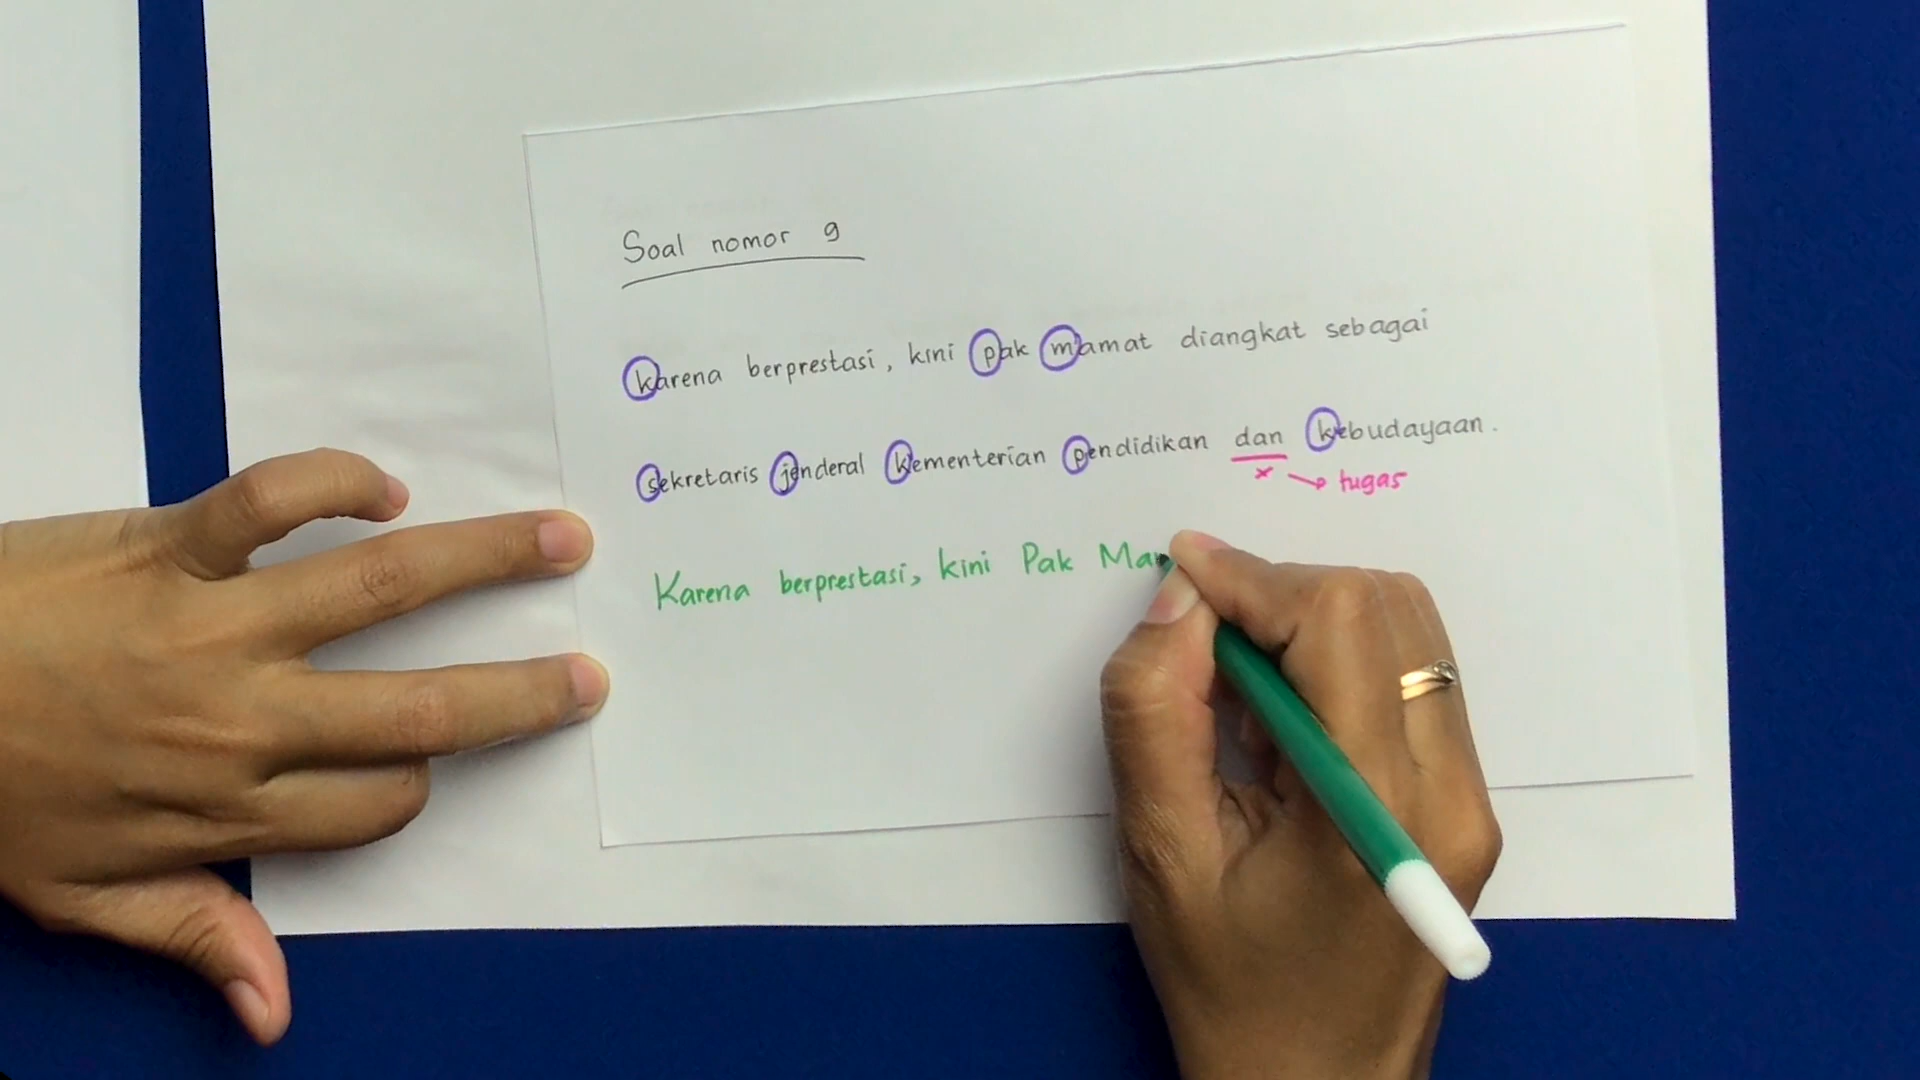 Soal nomor 9
karena berprestasi, kini pak mamat diangkat sebagai
sekretaris jenderal kementerian pendidikan dan kebudayaan.
x → tugas
Karena berprestasi, kini Pak